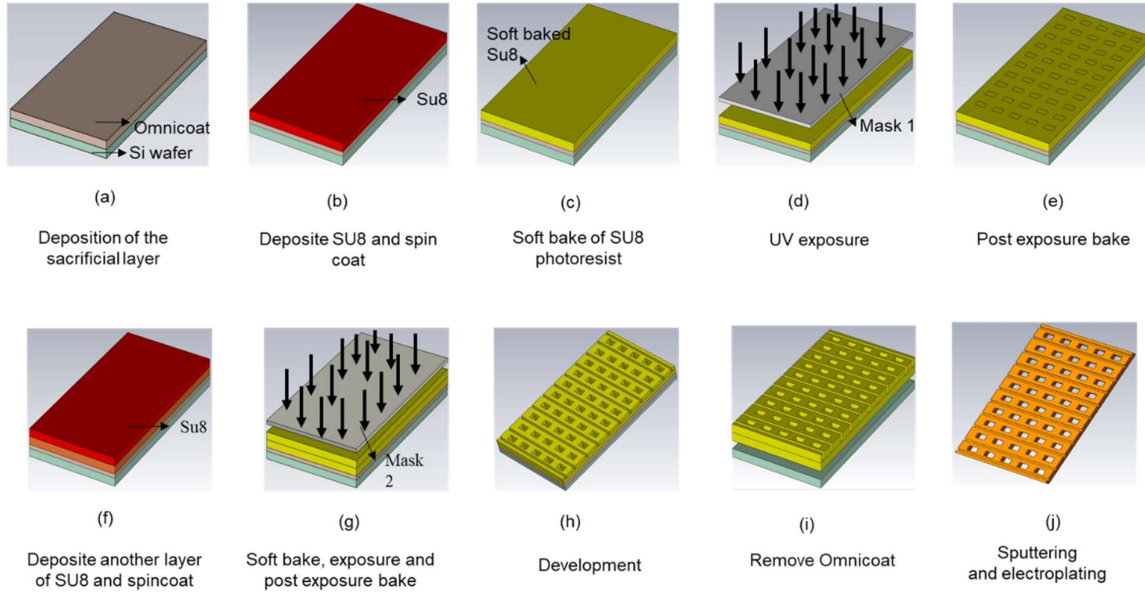 Omnicoat
Si wafer
(a)
Deposition of the
sacrificial layer
Su8
(b)
Deposite SU8 and spin
coat
Soft baked
Su8
(c)
Soft bake of SU8
photoresist
Mask 1
(d)
UV exposure
(e)
Post exposure bake
Su8
(f)
Deposite another layer
of SU8 and spincoat
Mask
2
(g)
Soft bake, exposure and
post exposure bake
(h)
Development
(i)
Remove Omnicoat
(j)
Sputtering
and electroplating